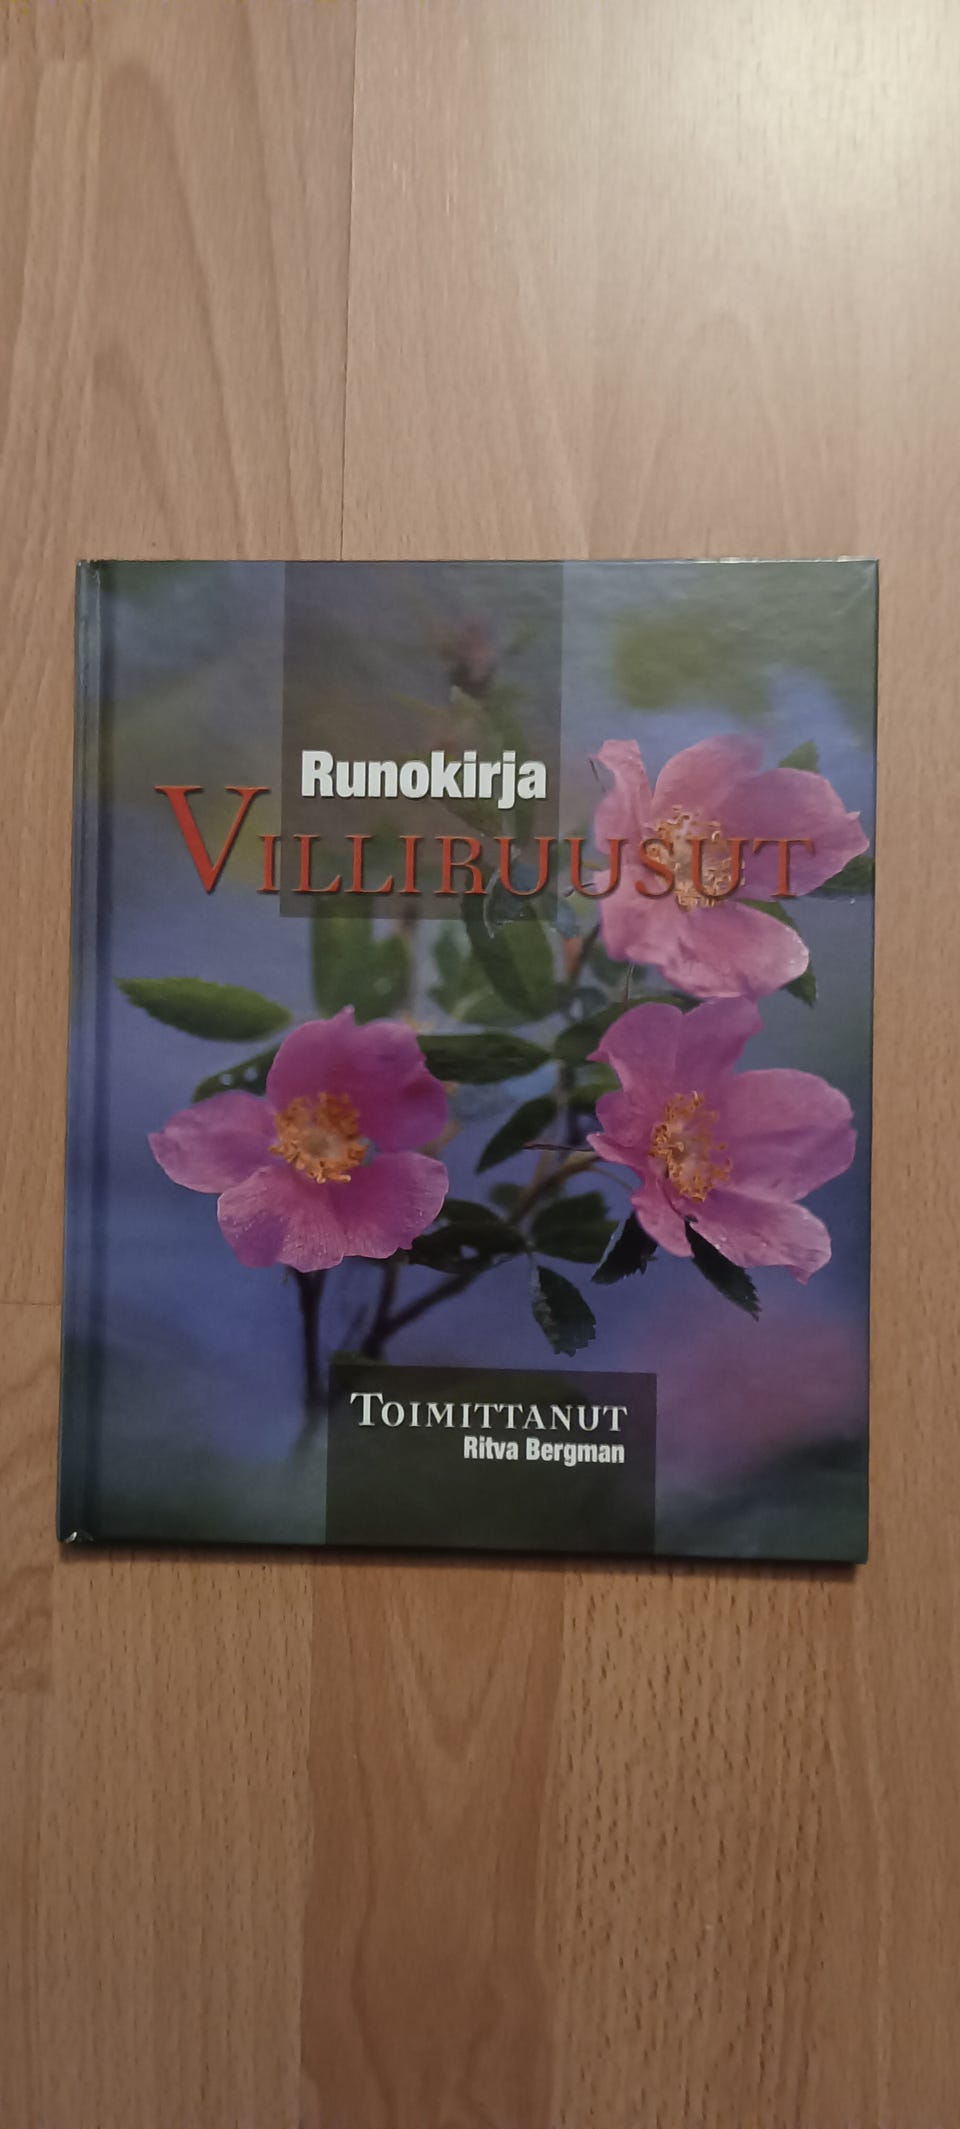 Runokirja
VILLIRUUSUT
TOIMITTANUT
Ritva Bergman